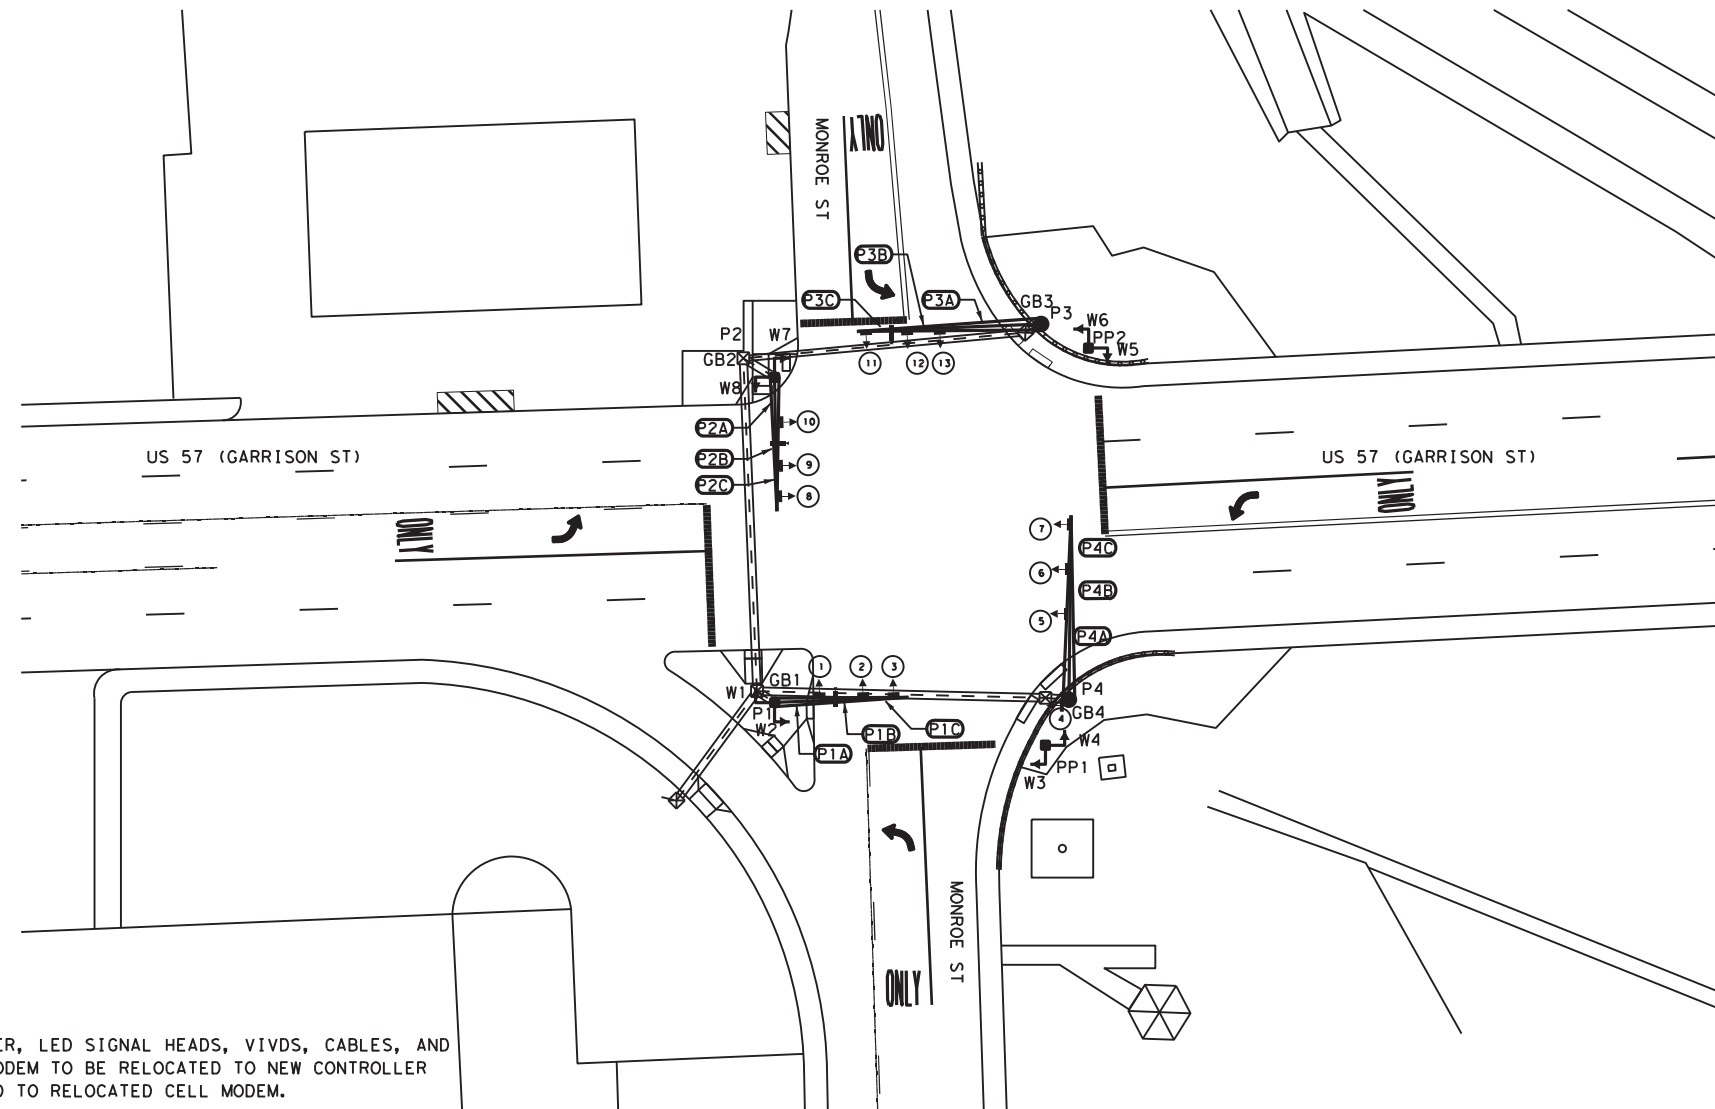 MONROE ST
ONLY
P3B
P3C
P3A
GB3
P3
W6
PP2
W5
P2
W7
GB2
W8
11
12
13
P2A
10
P2B
9
P2C
8
US 57 (GARRISON ST)
US 57 (GARRISON ST)
ONLY
ONLY
7
P4C
6
P4B
5
P4A
1
2
3
GB1
W1
P1
W2
P1A
P1B
P1C
P4
GB4
4
W4
PP1
W3
MONROE ST
ONLY
ER, LED SIGNAL HEADS, VIVDS, CABLES, AND
ODEM TO BE RELOCATED TO NEW CONTROLLER
D TO RELOCATED CELL MODEM.